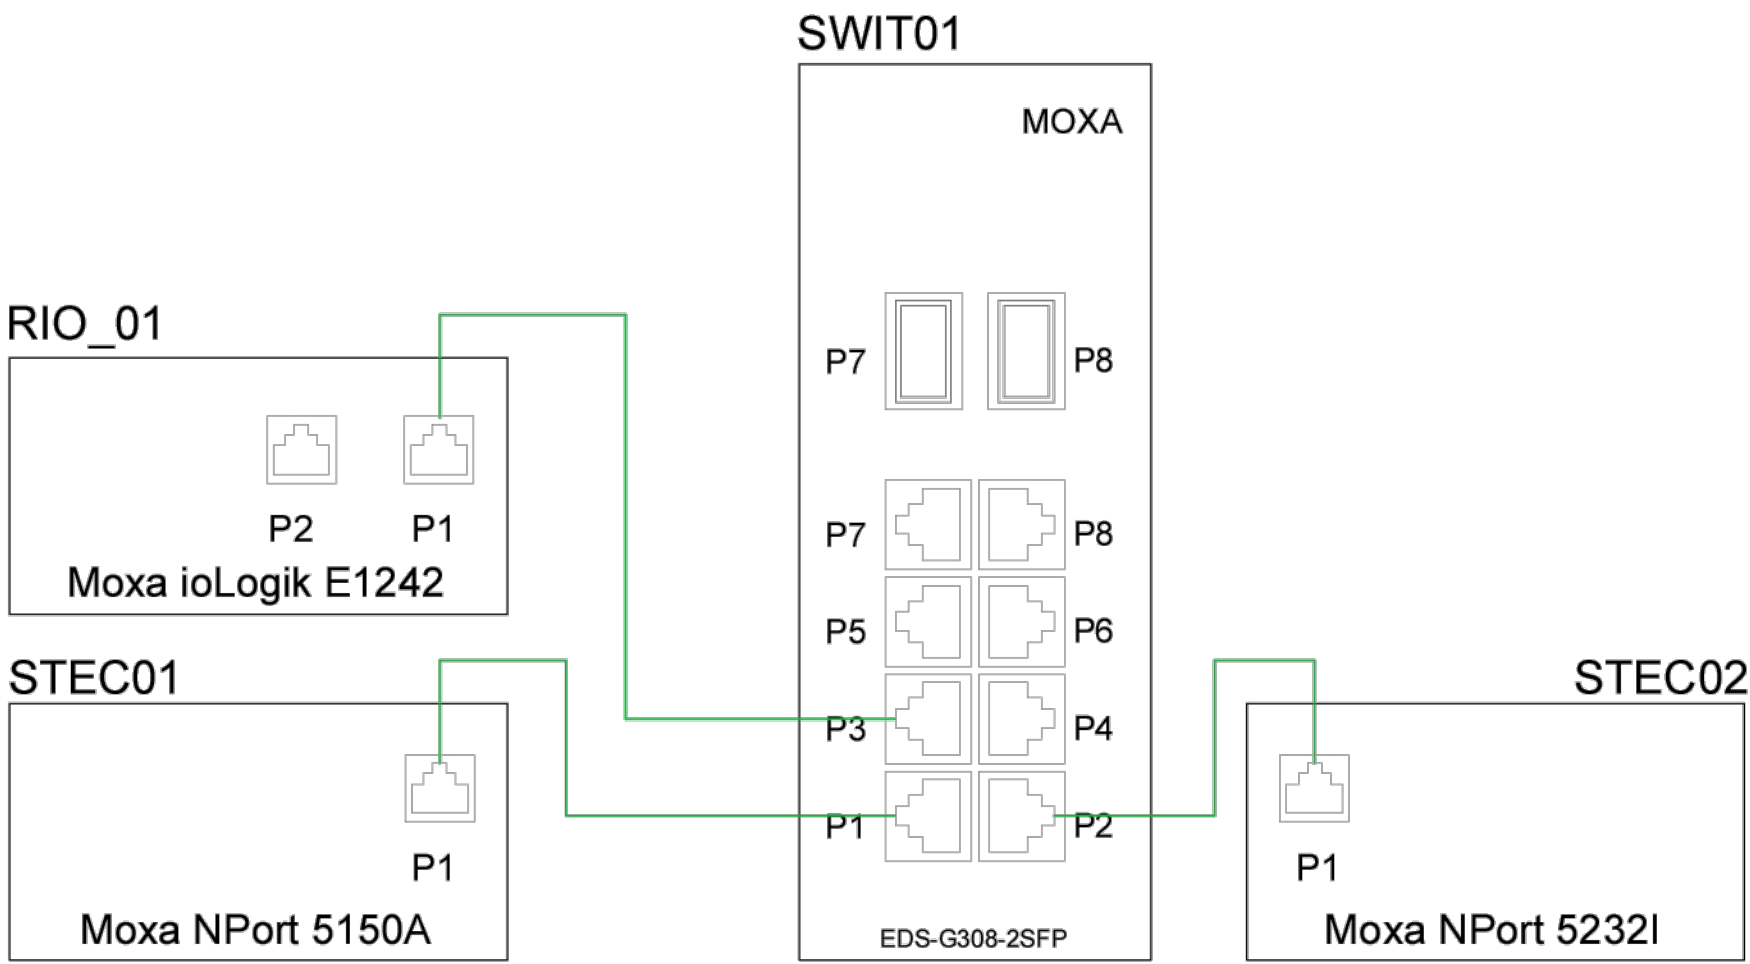 SWIT01
MOXA
P7
P8
P7
P8
P5
P6
P3
P4
P1
P2
EDS-G308-2SFP
RIO_01
P2
P1
Moxa ioLogik E1242
STEC01
P1
Moxa NPort 5150A
STEC02
P1
Moxa NPort 5232I